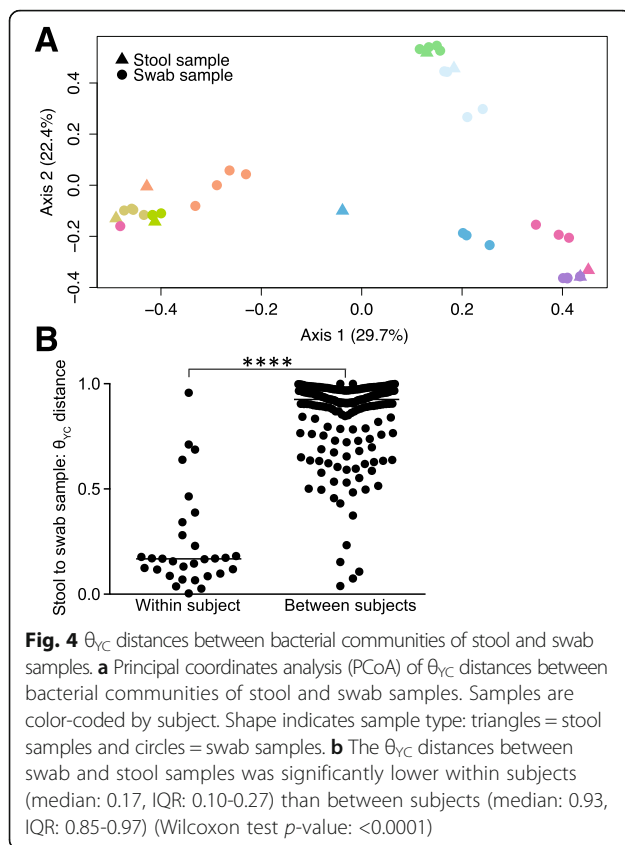 A
▲ Stool sample
● Swab sample
Axis 2 (22.4%)
0.4
0.2
0.0
−0.2
−0.4
−0.4 −0.2 0.0 0.2 0.4
Axis 1 (29.7%)
B
****
Stool to swab sample: θYC distance
1.0
0.5
0.0
Within subject Between subjects
Fig. 4 θYC distances between bacterial communities of stool and swab
samples. a Principal coordinates analysis (PCoA) of θYC distances between
bacterial communities of stool and swab samples. Samples are
color-coded by subject. Shape indicates sample type: triangles = stool
samples and circles = swab samples. b The θYC distances between
swab and stool samples was significantly lower within subjects
(median: 0.17, IQR: 0.10-0.27) than between subjects (median: 0.93,
IQR: 0.85-0.97) (Wilcoxon test p-value: <0.0001)